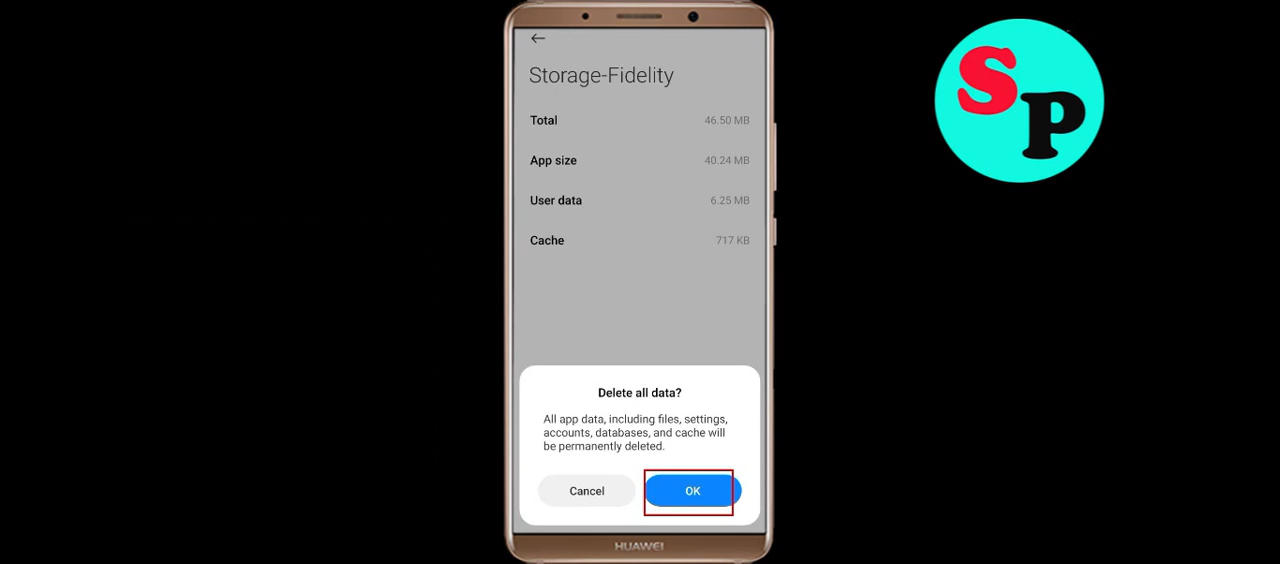 SP
Storage-Fidelity
Total 46.50 MB
App size 40.24 MB
User data 6.25 MB
Cache 717 KB
Delete all data?
All app data, including files, settings,
accounts, databases, and cache will
be permanently deleted.
Cancel OK
HUAWEI